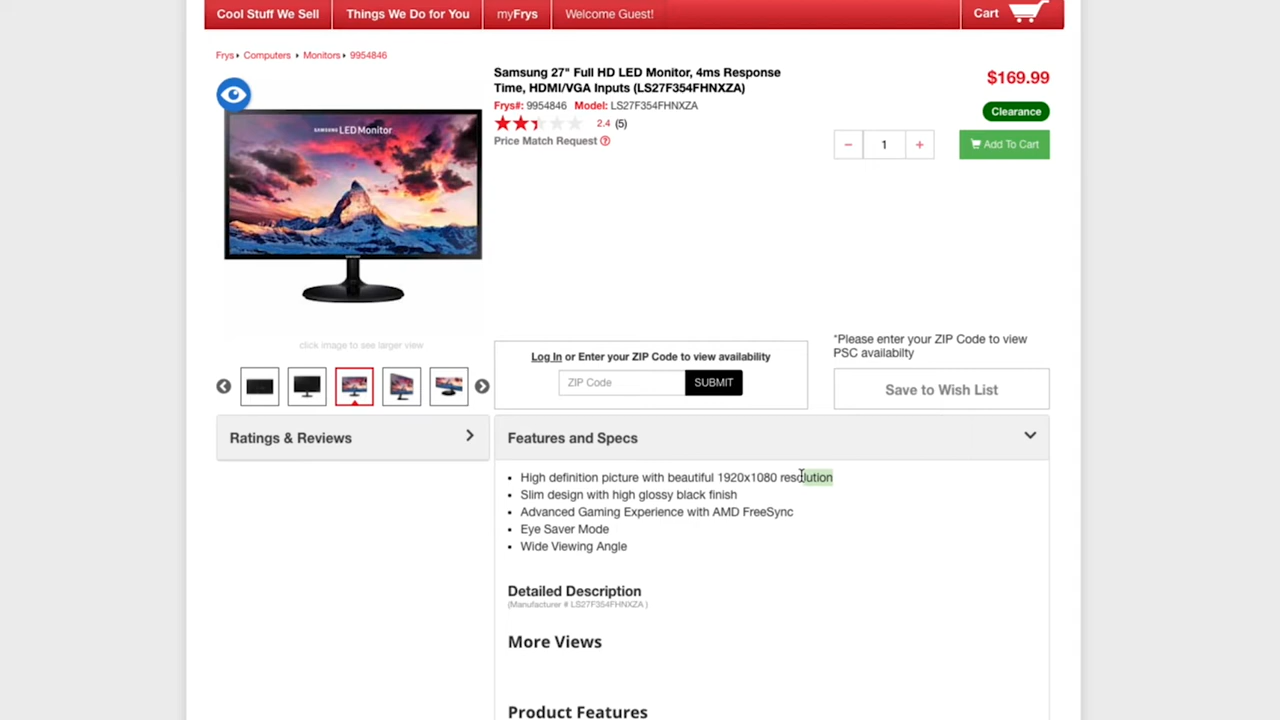 Cool Stuff We Sell
Things We Do for You
myFrys
Welcome Guest!
Cart
Frys
Computers
Monitors
9954846
SAMSUNG LED Monitor
SAMSUNG
click image to see larger view
Samsung 27" Full HD LED Monitor, 4ms Response
Time, HDMI/VGA Inputs (LS27F354FHNXZA)
Frys#: 9954846 Model: LS27F354FHNXZA
2.4 (5)
Price Match Request ?
$169.99
Clearance
− 1 +
Add To Cart
Log In or Enter your ZIP Code to view availability
ZIP Code
SUBMIT
*Please enter your ZIP Code to view
PSC availabilty
Save to Wish List
Ratings & Reviews
Features and Specs
• High definition picture with beautiful 1920x1080 resolution
• Slim design with high glossy black finish
• Advanced Gaming Experience with AMD FreeSync
• Eye Saver Mode
• Wide Viewing Angle
Detailed Description
(Manufacturer # LS27F354FHNXZA )
More Views
Product Features